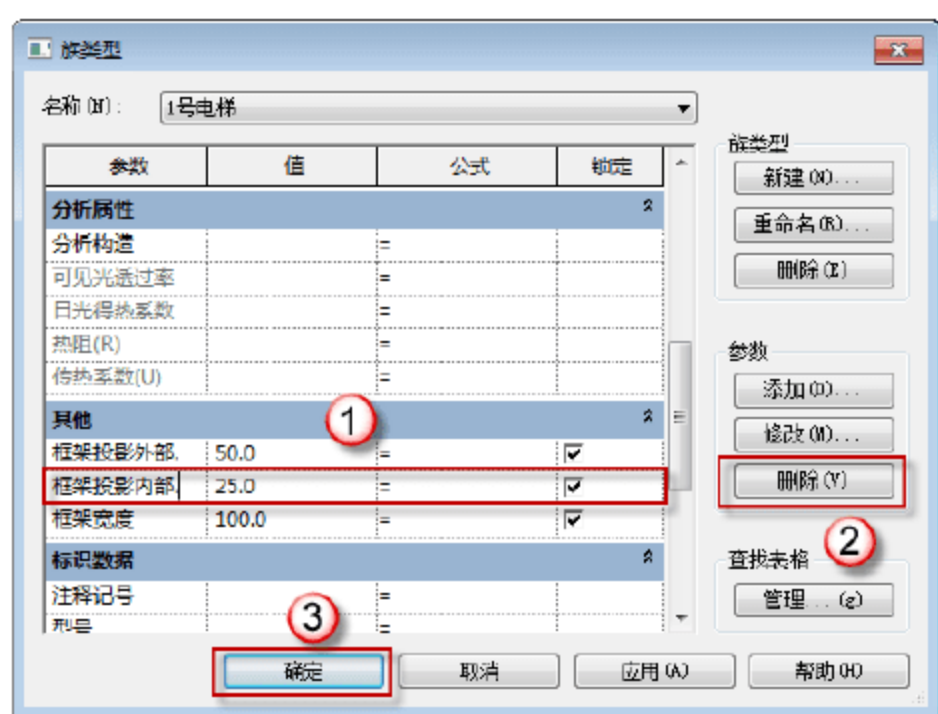 族类型
名称(N): 1号电梯
参数 值 公式 锁定
分析属性
分析构造 =
可见光透过率 =
日光得热系数 =
热阻(R) =
传热系数(U) =
其他
框架投影外部. 50.0 =
框架投影内部. 25.0 =
框架宽度 100.0 =
标识数据
注释记号 =
型号 =
族类型
新建(N)...
重命名(R)...
删除(E)
参数
添加(D)...
修改(M)...
删除(V)
查找表格
管理...(G)
1
2
3
确定 取消 应用(A) 帮助(H)